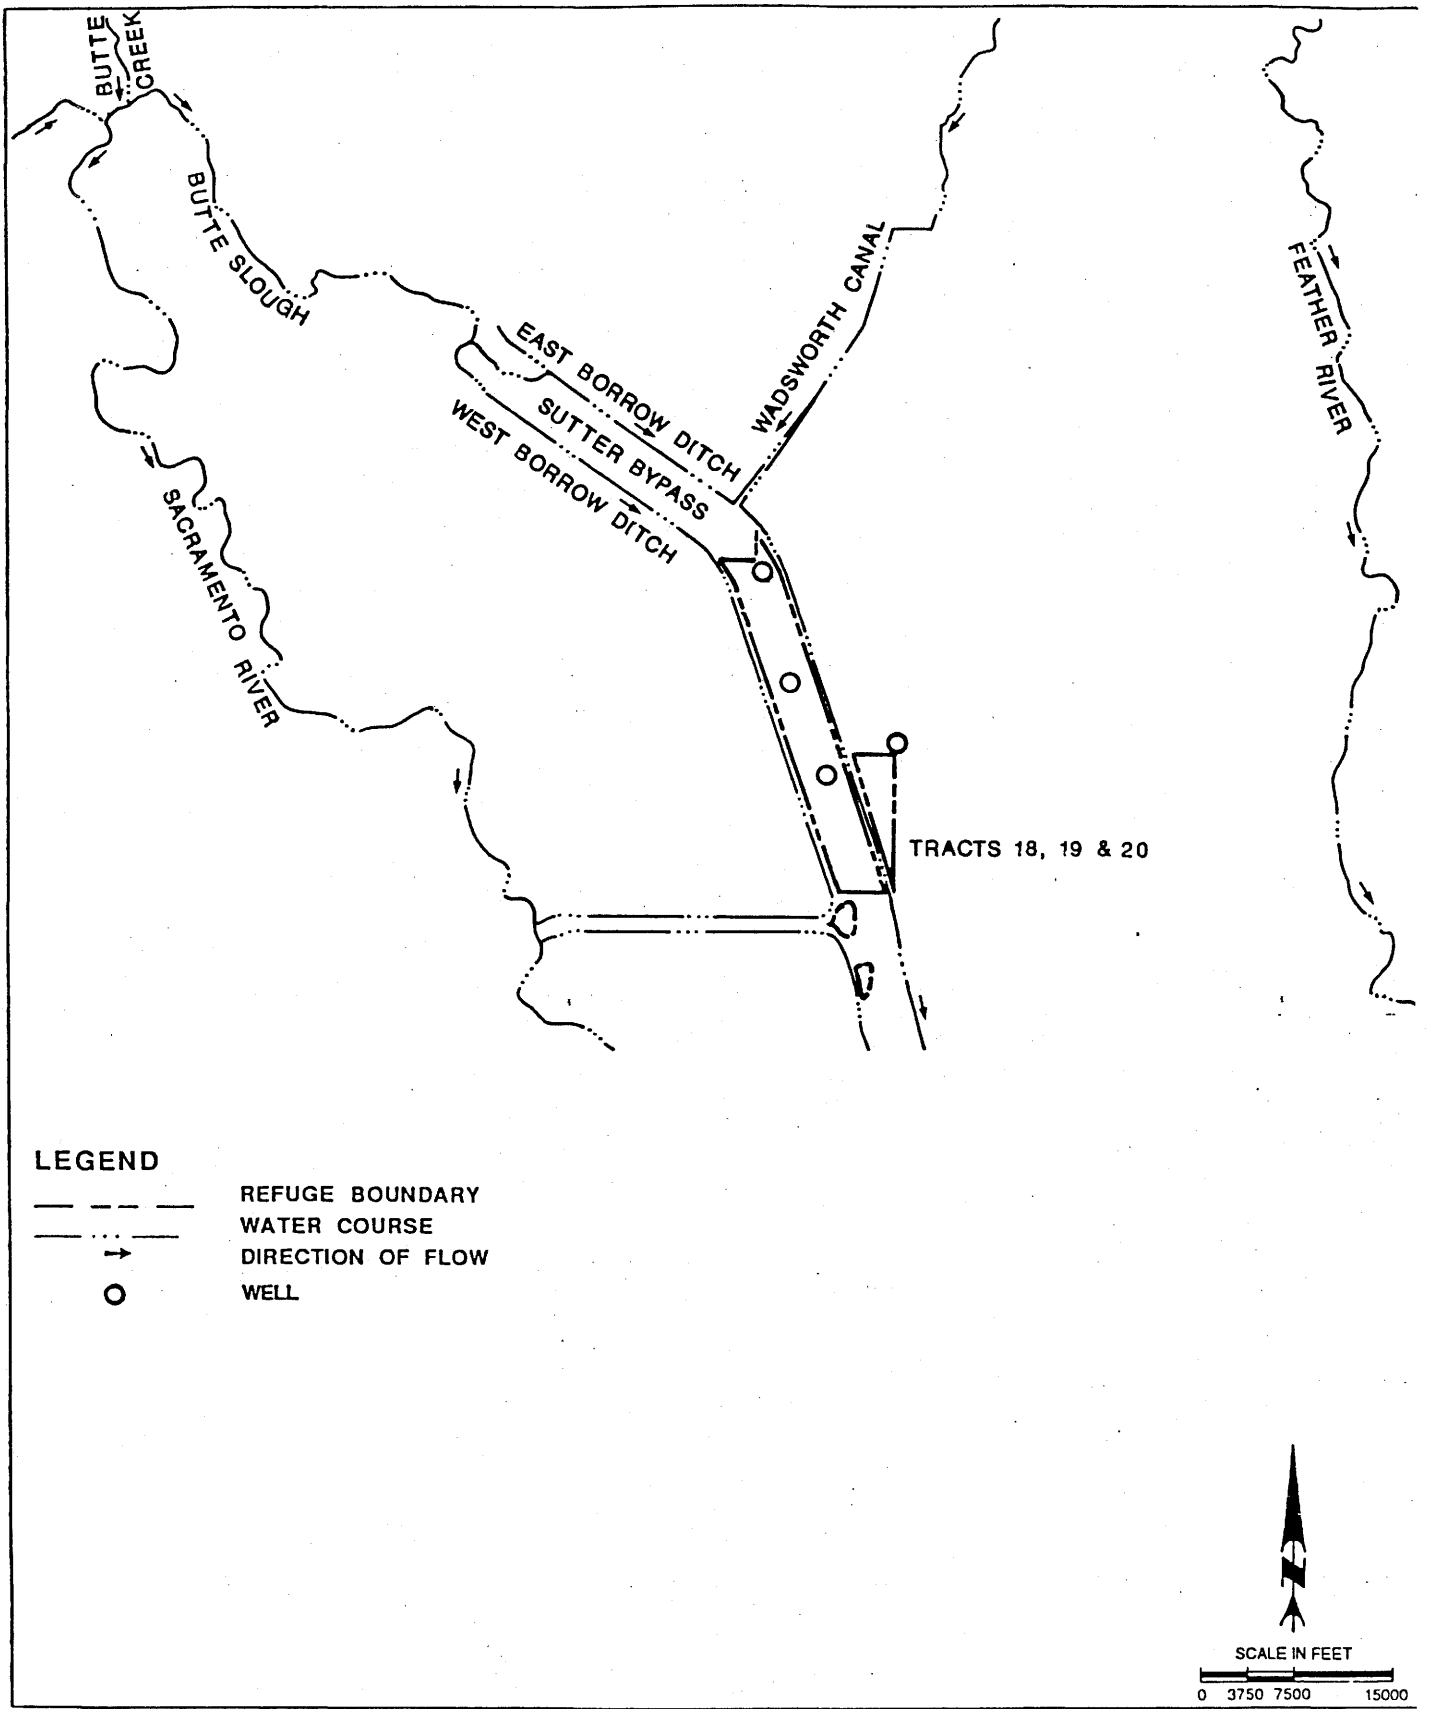 BUTTE
CREEK
BUTTE SLOUGH
WADSWORTH CANAL
FEATHER RIVER
EAST BORROW DITCH
SUTTER BYPASS
WEST BORROW DITCH
SACRAMENTO RIVER
TRACTS 18, 19 & 20
LEGEND
REFUGE BOUNDARY
WATER COURSE
DIRECTION OF FLOW
WELL
N
SCALE IN FEET
0 3750 7500 15000